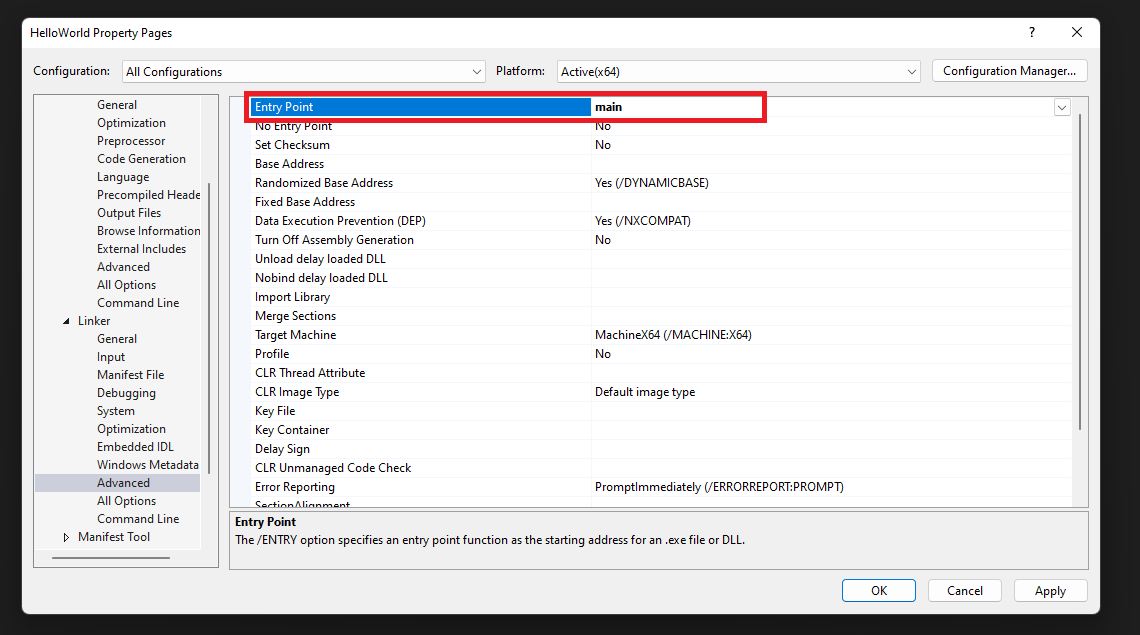 HelloWorld Property Pages
?
Configuration: All Configurations Platform: Active(x64) Configuration Manager...
General
Optimization
Preprocessor
Code Generation
Language
Precompiled Heade
Output Files
Browse Information
External Includes
Advanced
All Options
Command Line
Linker
General
Input
Manifest File
Debugging
System
Optimization
Embedded IDL
Windows Metadata
Advanced
All Options
Command Line
Manifest Tool
Entry Point main
No Entry Point No
Set Checksum No
Base Address
Randomized Base Address Yes (/DYNAMICBASE)
Fixed Base Address
Data Execution Prevention (DEP) Yes (/NXCOMPAT)
Turn Off Assembly Generation No
Unload delay loaded DLL
Nobind delay loaded DLL
Import Library
Merge Sections
Target Machine MachineX64 (/MACHINE:X64)
Profile No
CLR Thread Attribute
CLR Image Type Default image type
Key File
Key Container
Delay Sign
CLR Unmanaged Code Check
Error Reporting PromptImmediately (/ERRORREPORT:PROMPT)
SectionAlignment
Entry Point
The /ENTRY option specifies an entry point function as the starting address for an .exe file or DLL.
OK Cancel Apply